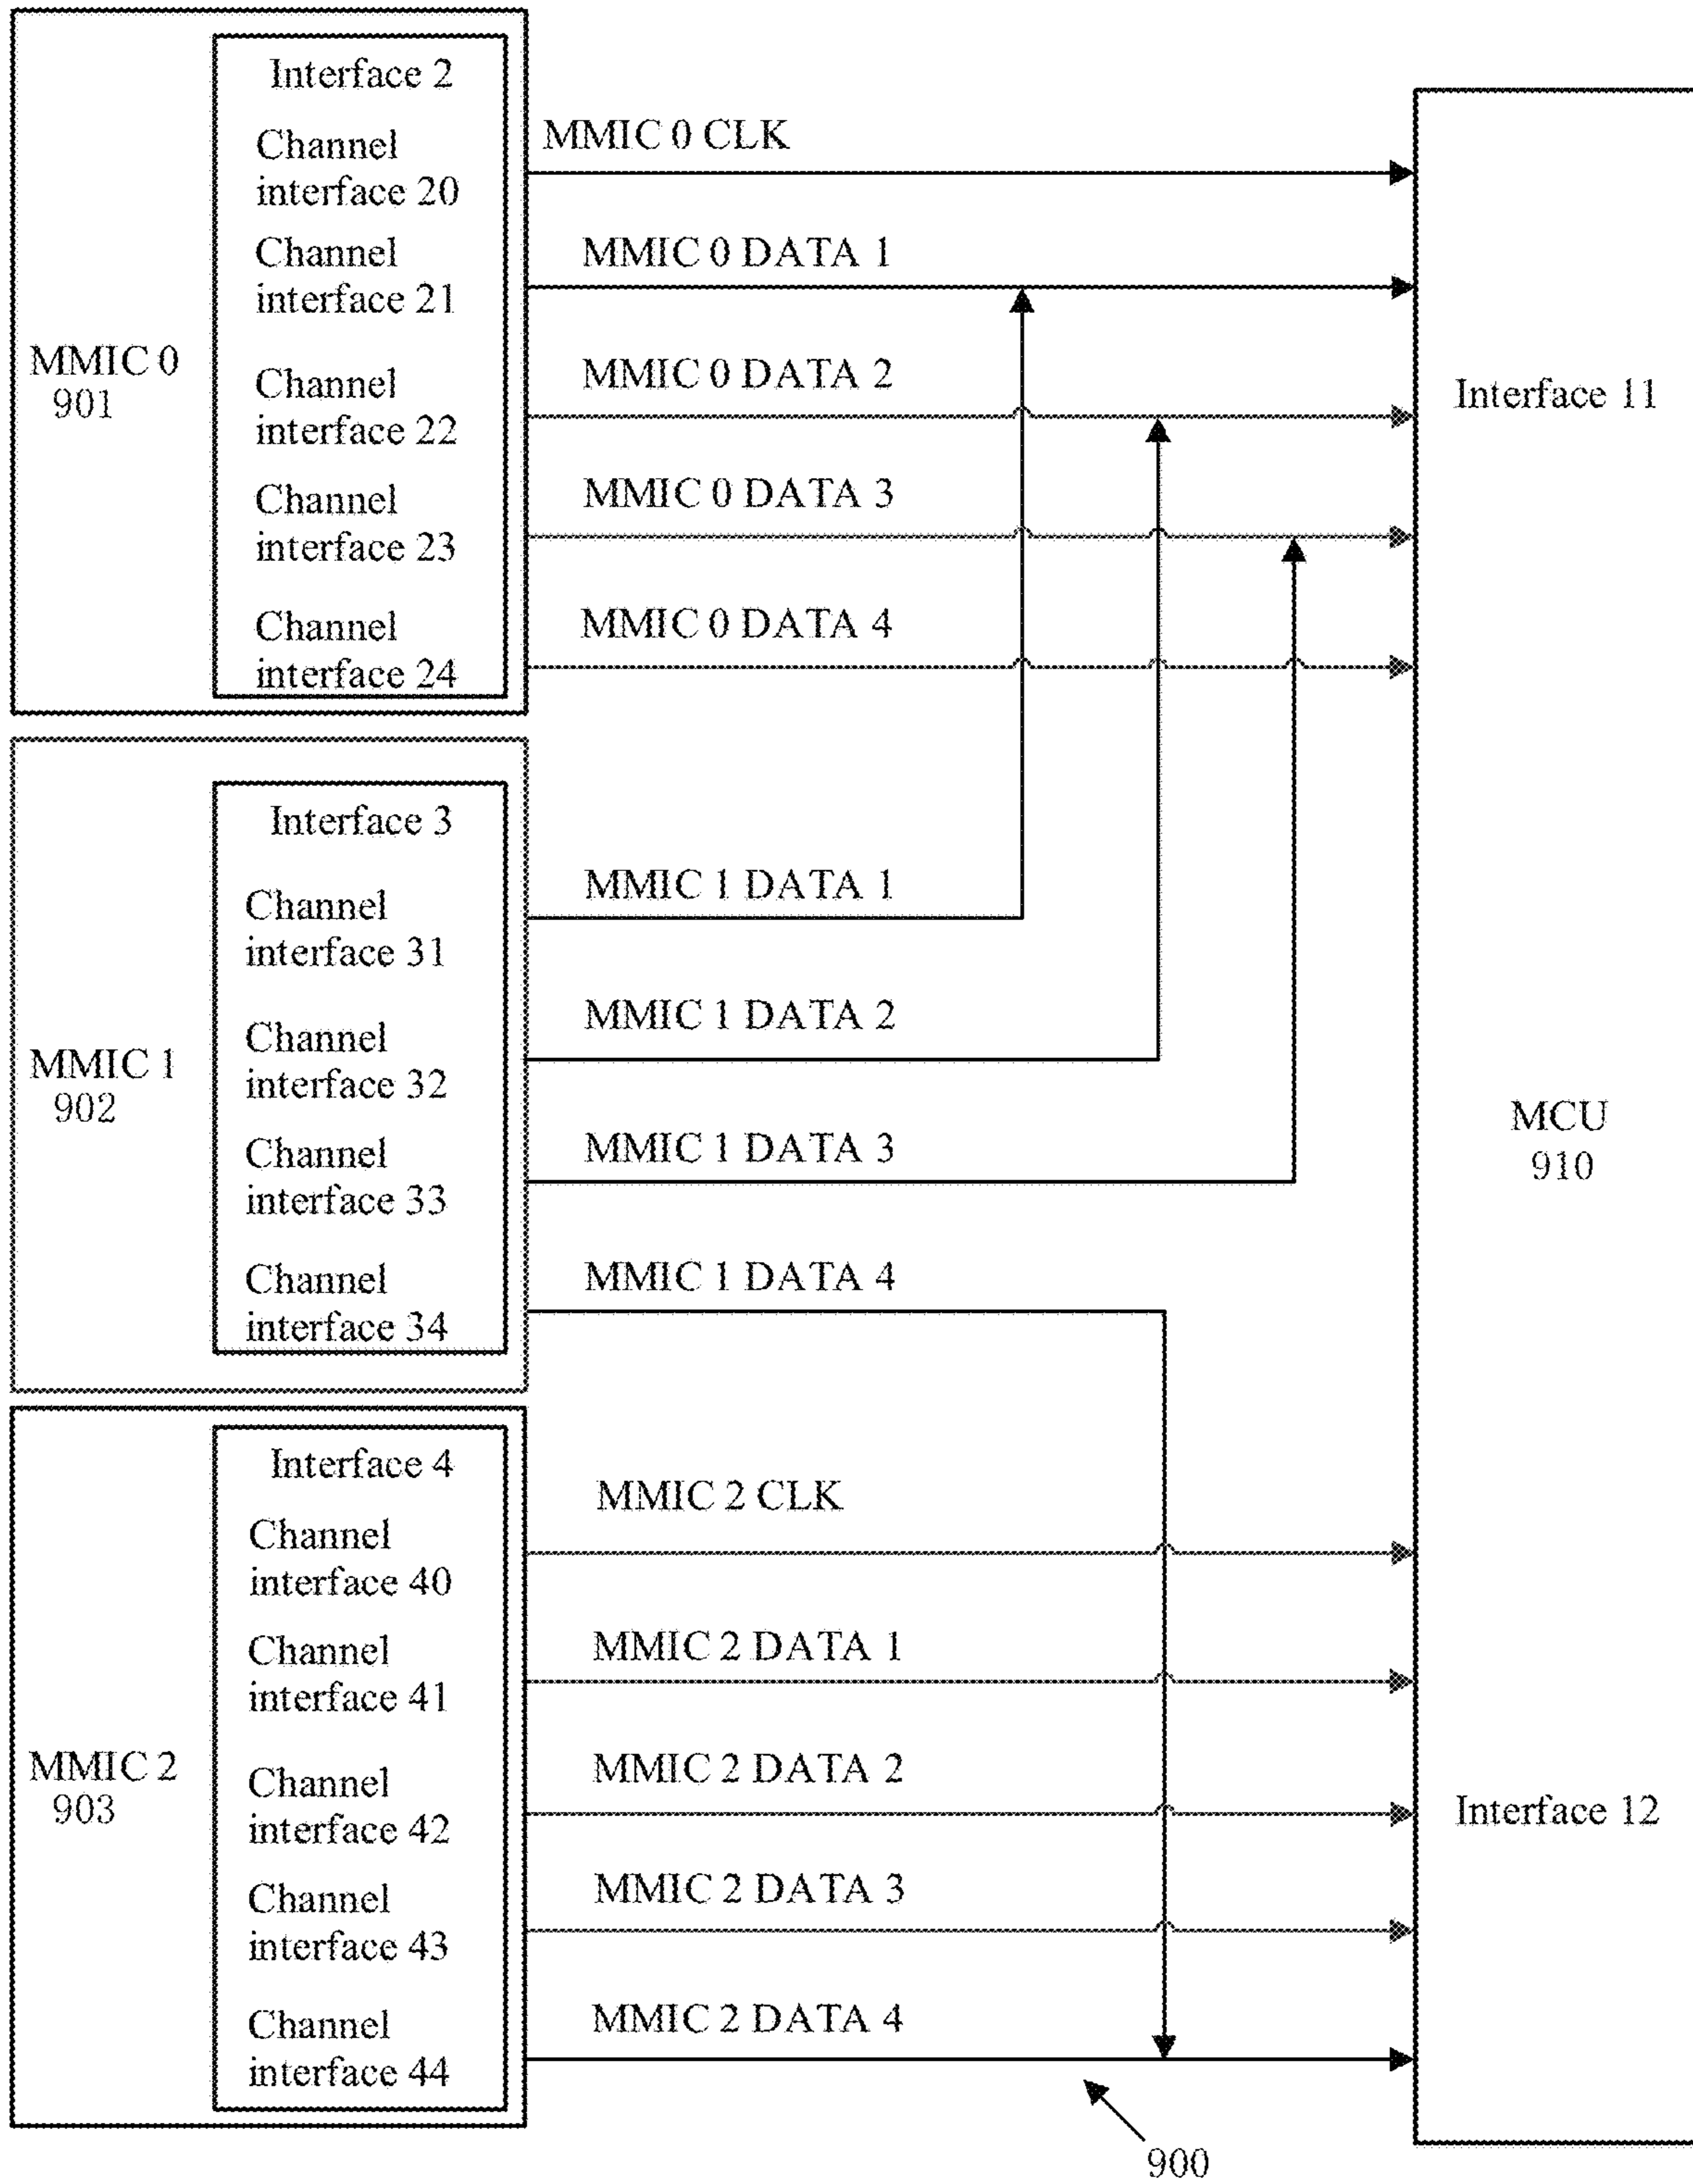 MMIC 0
901
Interface 2
Channel
interface 20
Channel
interface 21
Channel
interface 22
Channel
interface 23
Channel
interface 24
MMIC 0 CLK
MMIC 0 DATA 1
MMIC 0 DATA 2
MMIC 0 DATA 3
MMIC 0 DATA 4
MMIC 1
902
Interface 3
Channel
interface 31
Channel
interface 32
Channel
interface 33
Channel
interface 34
MMIC 1 DATA 1
MMIC 1 DATA 2
MMIC 1 DATA 3
MMIC 1 DATA 4
MMIC 2
903
Interface 4
Channel
interface 40
Channel
interface 41
Channel
interface 42
Channel
interface 43
Channel
interface 44
MMIC 2 CLK
MMIC 2 DATA 1
MMIC 2 DATA 2
MMIC 2 DATA 3
MMIC 2 DATA 4
Interface 11
MCU
910
Interface 12
900